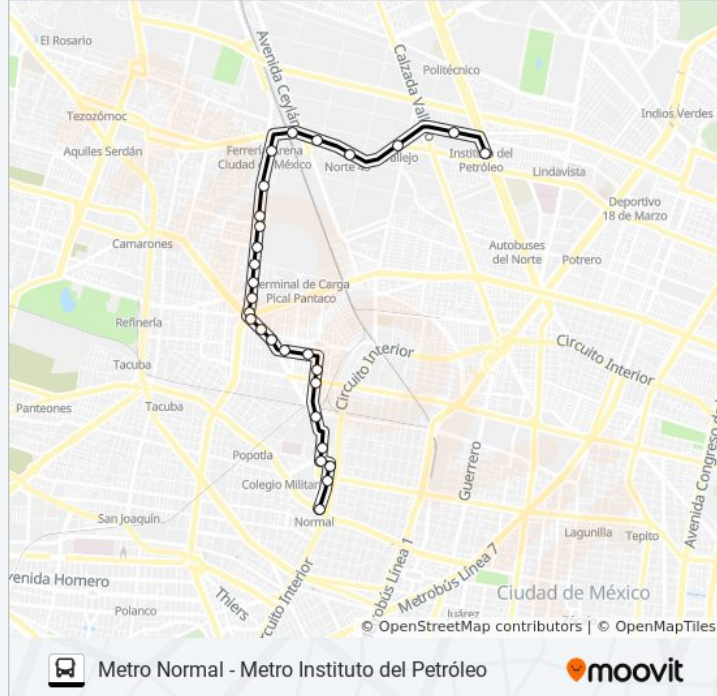 El Rosario
Avenida Ceylán
Calzada Vallejo
Politécnico
Tezozómoc
Indios Verdes
Aquiles Serdán
Ferrería/Arena
Ciudad de México
Norte 45
Vallejo
Instituto del
Petróleo
Lindavista
Deportivo
18 de Marzo
Camarones
Autobuses
del Norte
Potrero
Terminal de Carga
Pical Pantaco
Refinería
Circuito Interior
Circuito Interior
Tacuba
Panteones
Tacuba
Avenida Congreso d
Popotla
Guerrero
Colegio Militar
San Joaquín
Normal
Lagunilla
Tepito
venida Homero
Thiers
Circuito Interior
robús Línea 1
Metrobús Línea 7
Ciudad de México
Polanco
Juárez
© OpenStreetMap contributors | © OpenMapTiles
Metro Normal - Metro Instituto del Petróleo
moovit